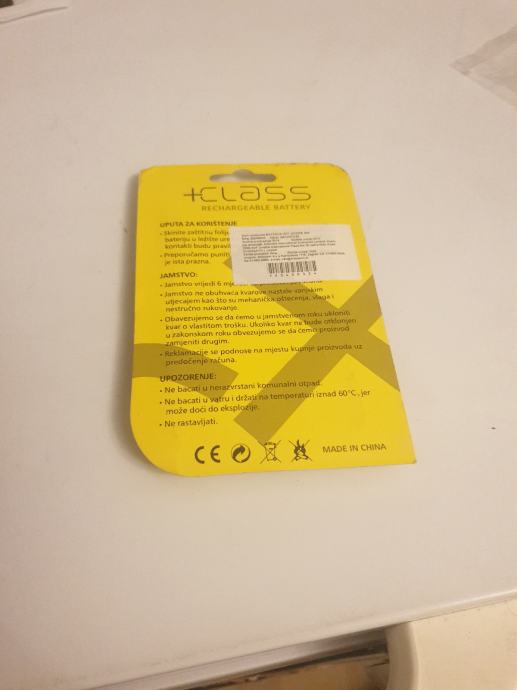 +CLASS
RECHARGEABLE BATTERY
UPUTA ZA KORIŠTENJE
• Skinite zaštitnu folij
bateriju u ležište ure
kontakti budu pravil
• Preporučamo puniti
je ista prazna.
JAMSTVO:
• Jamstvo vrijedi 6 mj
• Jamstvo ne obuhvaća kvarove nastale vanjskim
utjecajem kao što su mehanička oštećenja, vlaga i
nestručno rukovanje.
• Obavezujemo se da ćemo u jamstvenom roku ukloniti
kvar o vlastitom trošku. Ukoliko kvar ne bude otklonjen
u zakonskom roku obvezujemo se da ćemo proizvod
zamjeniti drugim.
• Reklamacije se podnose na mjestu kupnje proizvoda uz
predočenje računa.
UPOZORENJE:
• Ne bacati u nerazvrstani komunalni otpad.
• Ne bacati u vatru i držati na temperaturi iznad 60°C, jer
može doći do eksplozije.
• Ne rastavljati.
CE
MADE IN CHINA